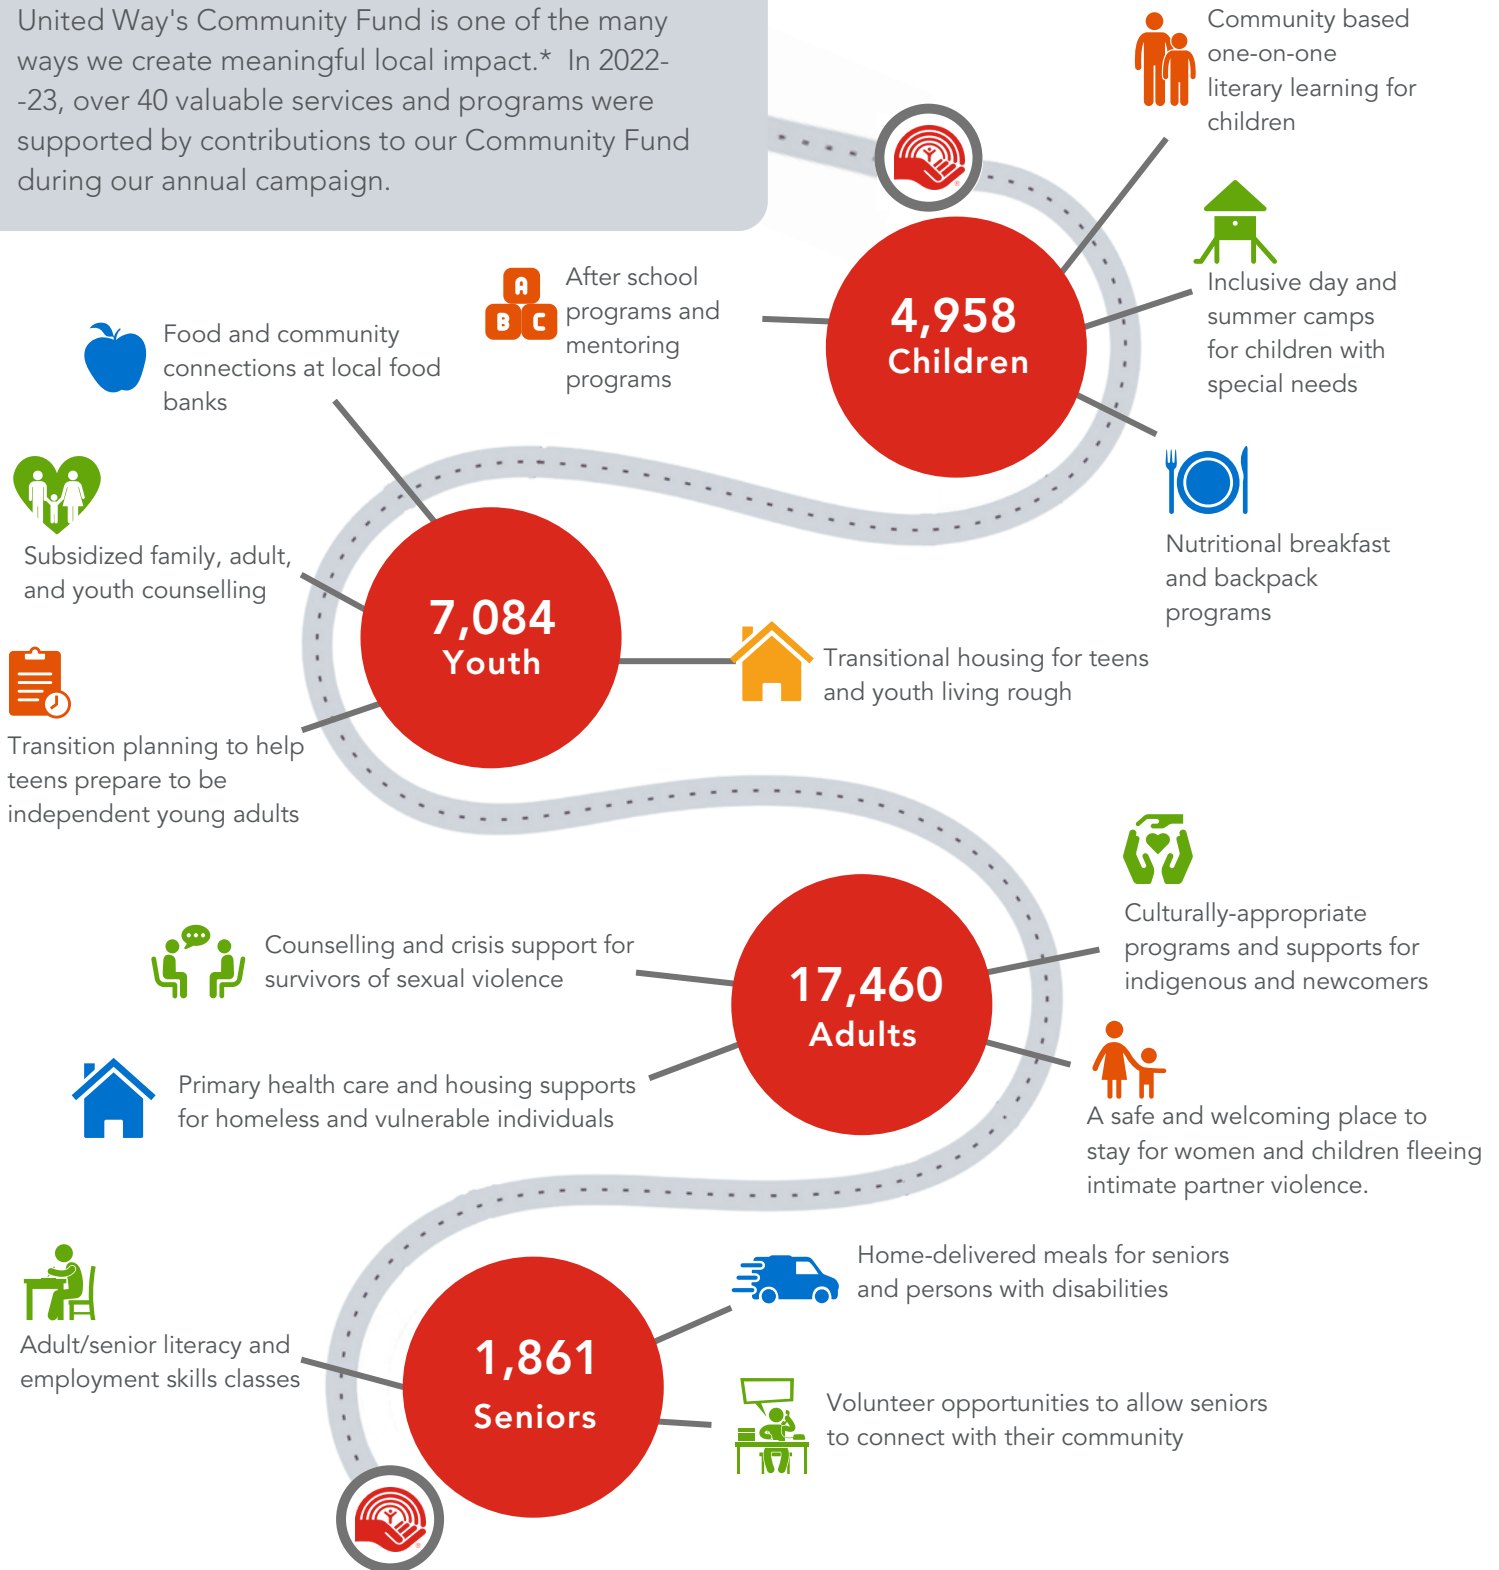 United Way's Community Fund is one of the many
ways we create meaningful local impact.* In 2022-
-23, over 40 valuable services and programs were
supported by contributions to our Community Fund
during our annual campaign.
Community based
one-on-one
literary learning for
children
After school
programs and
mentoring
programs
A
B C
4,958
Children
Inclusive day and
summer camps
for children with
special needs
Nutritional breakfast
and backpack
programs
Food and community
connections at local food
banks
Subsidized family, adult,
and youth counselling
7,084
Youth
Transitional housing for teens
and youth living rough
Transition planning to help
teens prepare to be
independent young adults
Counselling and crisis support for
survivors of sexual violence
17,460
Adults
Culturally-appropriate
programs and supports for
indigenous and newcomers
Primary health care and housing supports
for homeless and vulnerable individuals
A safe and welcoming place to
stay for women and children fleeing
intimate partner violence.
Adult/senior literacy and
employment skills classes
1,861
Seniors
Home-delivered meals for seniors
and persons with disabilities
Volunteer opportunities to allow seniors
to connect with their community